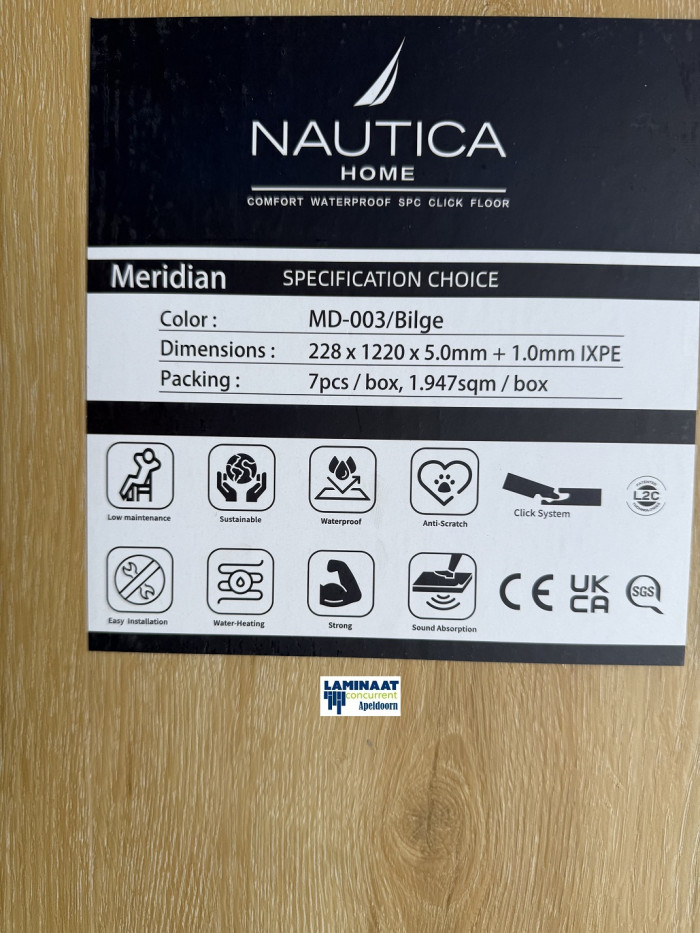 NAUTICA
HOME
COMFORT WATERPROOF SPC CLICK FLOOR
Meridian SPECIFICATION CHOICE
Color : MD-003/Bilge
Dimensions : 228 x 1220 x 5.0mm + 1.0mm IXPE
Packing : 7pcs / box, 1.947sqm / box
Low maintenance Sustainable Waterproof Anti-Scratch Click System L2C
Easy Installation Water-Heating Strong Sound Absorption CE UK CA SGS
LAMINAAT
concurrent
Apeldoorn